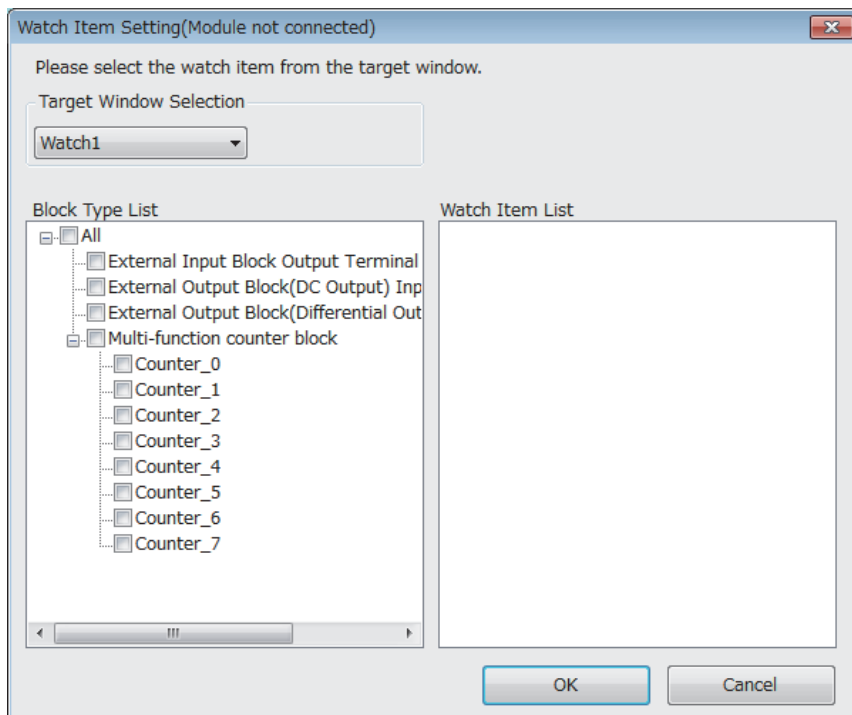 Watch Item Setting(Module not connected)
Please select the watch item from the target window.
Target Window Selection
Watch1
Block Type List
All
External Input Block Output Terminal
External Output Block(DC Output) Inp
External Output Block(Differential Out
Multi-function counter block
Counter_0
Counter_1
Counter_2
Counter_3
Counter_4
Counter_5
Counter_6
Counter_7
Watch Item List
OK
Cancel